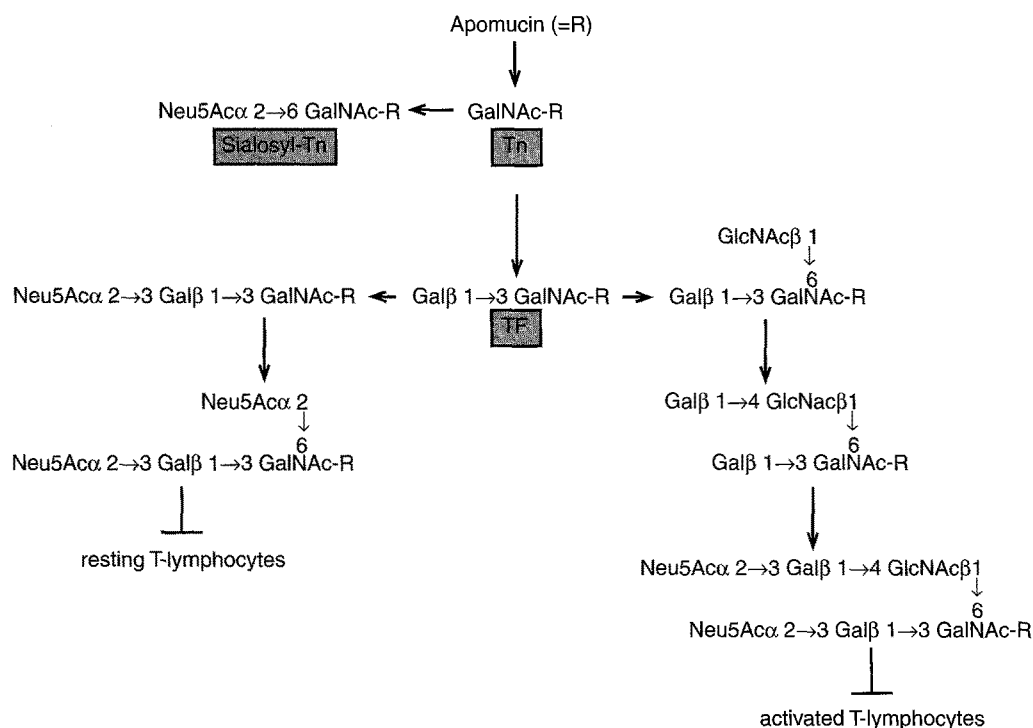 Apomucin (=R)
Neu5Acα 2→6 GalNAc-R
GalNAc-R
Sialosyl-Tn
Tn
GlcNAcβ 1
↓
6
Neu5Acα 2→3 Galβ 1→3 GalNAc-R
Galβ 1→3 GalNAc-R
Galβ 1→3 GalNAc-R
TF
Neu5Acα 2
↓
6
Neu5Acα 2→3 Galβ 1→3 GalNAc-R
Galβ 1→4 GlcNacβ1
↓
6
Galβ 1→3 GalNAc-R
resting T-lymphocytes
Neu5Acα 2→3 Galβ 1→4 GlcNAcβ1
↓
6
Neu5Acα 2→3 Galβ 1→3 GalNAc-R
activated T-lymphocytes